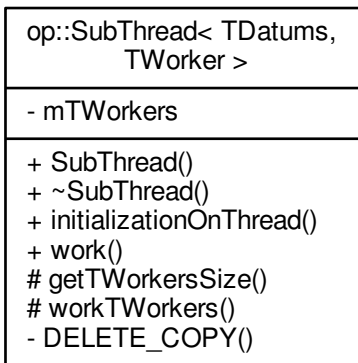 op::SubThread< TDatums,
TWorker >
- mTWorkers
+ SubThread()
+ ~SubThread()
+ initializationOnThread()
+ work()
# getTWorkersSize()
# workTWorkers()
- DELETE_COPY()